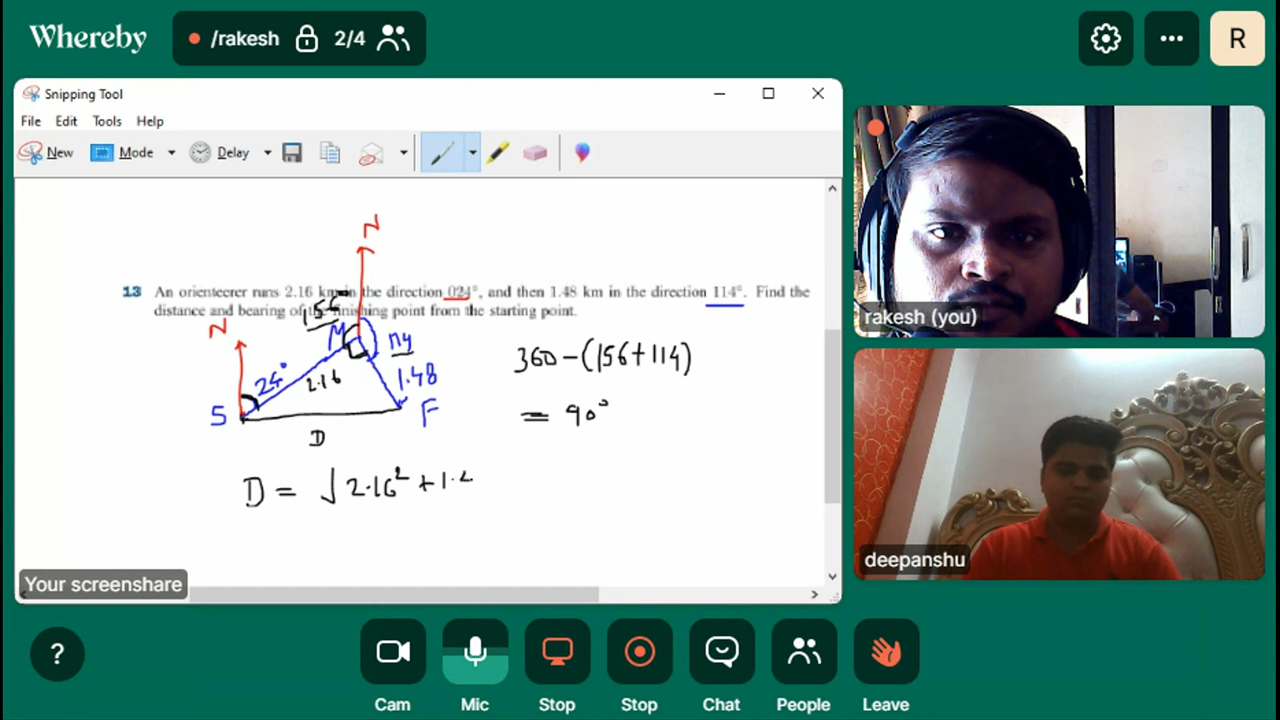 Whereby
/rakesh 2/4
R
Snipping Tool
File Edit Tools Help
New Mode Delay
N
13 An orienteerer runs 2.16 km in the direction 024°, and then 1.48 km in the direction 114°. Find the
distance and bearing of the finishing point from the starting point.
156
N
M
114
24°
2.16
1.48
S
F
D
360-(156+114)
= 90°
D = √2.16² + 1.4
Your screenshare
rakesh (you)
deepanshu
?
Cam Mic Stop Stop Chat People Leave